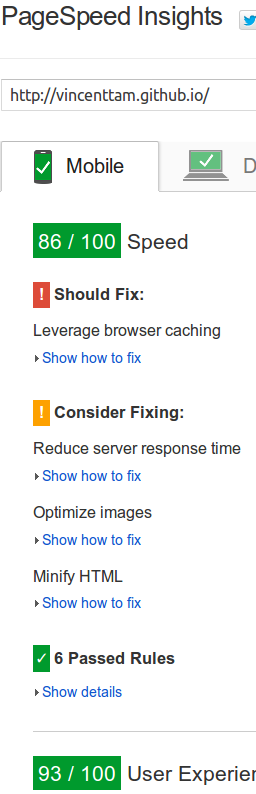 PageSpeed Insights
http://vincenttam.github.io/
Mobile
D
86 / 100 Speed
! Should Fix:
Leverage browser caching
Show how to fix
! Consider Fixing:
Reduce server response time
Show how to fix
Optimize images
Show how to fix
Minify HTML
Show how to fix
✓ 6 Passed Rules
Show details
93 / 100 User Experien